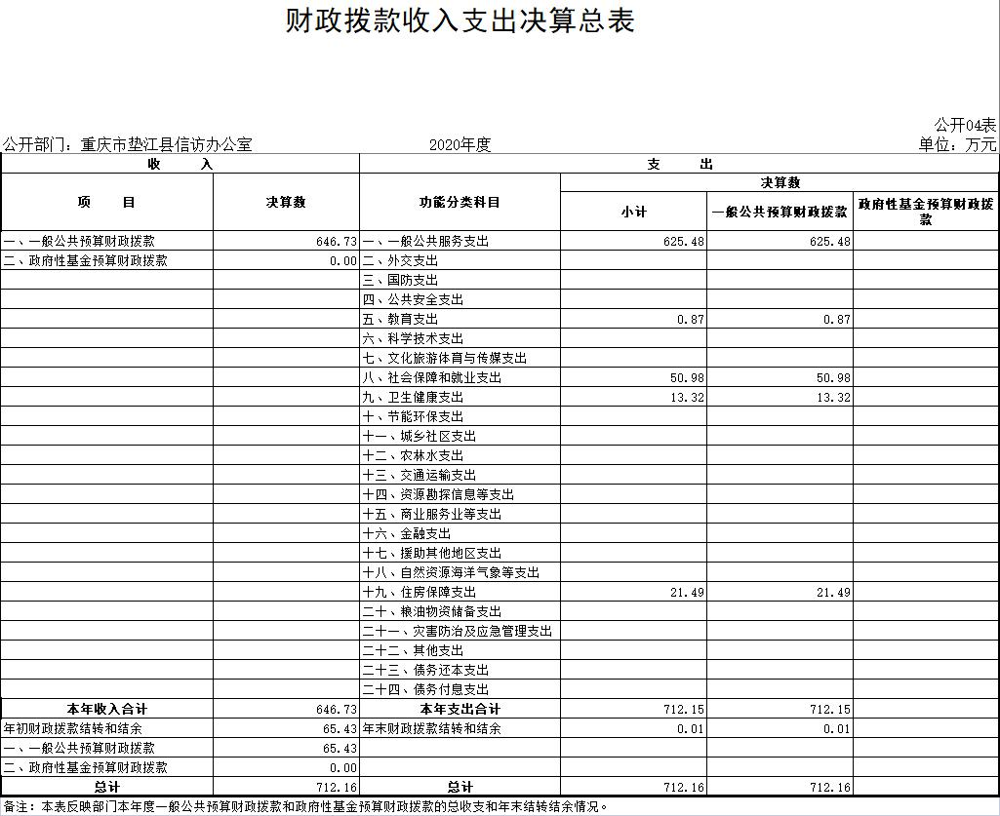 财政拨款收入支出决算总表
公开04表
公开部门：重庆市垫江县信访办公室 2020年度 单位：万元
收 入 支 出
项 目 决算数 功能分类科目 决算数
小计 一般公共预算财政拨款 政府性基金预算财政拨款
一、一般公共预算财政拨款 646.73 一、一般公共服务支出 625.48 625.48
二、政府性基金预算财政拨款 0.00 二、外交支出
三、国防支出
四、公共安全支出
五、教育支出 0.87 0.87
六、科学技术支出
七、文化旅游体育与传媒支出
八、社会保障和就业支出 50.98 50.98
九、卫生健康支出 13.32 13.32
十、节能环保支出
十一、城乡社区支出
十二、农林水支出
十三、交通运输支出
十四、资源勘探信息等支出
十五、商业服务业等支出
十六、金融支出
十七、援助其他地区支出
十八、自然资源海洋气象等支出
十九、住房保障支出 21.49 21.49
二十、粮油物资储备支出
二十一、灾害防治及应急管理支出
二十二、其他支出
二十三、债务还本支出
二十四、债务付息支出
本年收入合计 646.73 本年支出合计 712.15 712.15
年初财政拨款结转和结余 65.43 年末财政拨款结转和结余 0.01 0.01
一、一般公共预算财政拨款 65.43
二、政府性基金预算财政拨款 0.00
总计 712.16 总计 712.16 712.16
备注：本表反映部门本年度一般公共预算财政拨款和政府性基金预算财政拨款的总收支和年末结转结余情况。